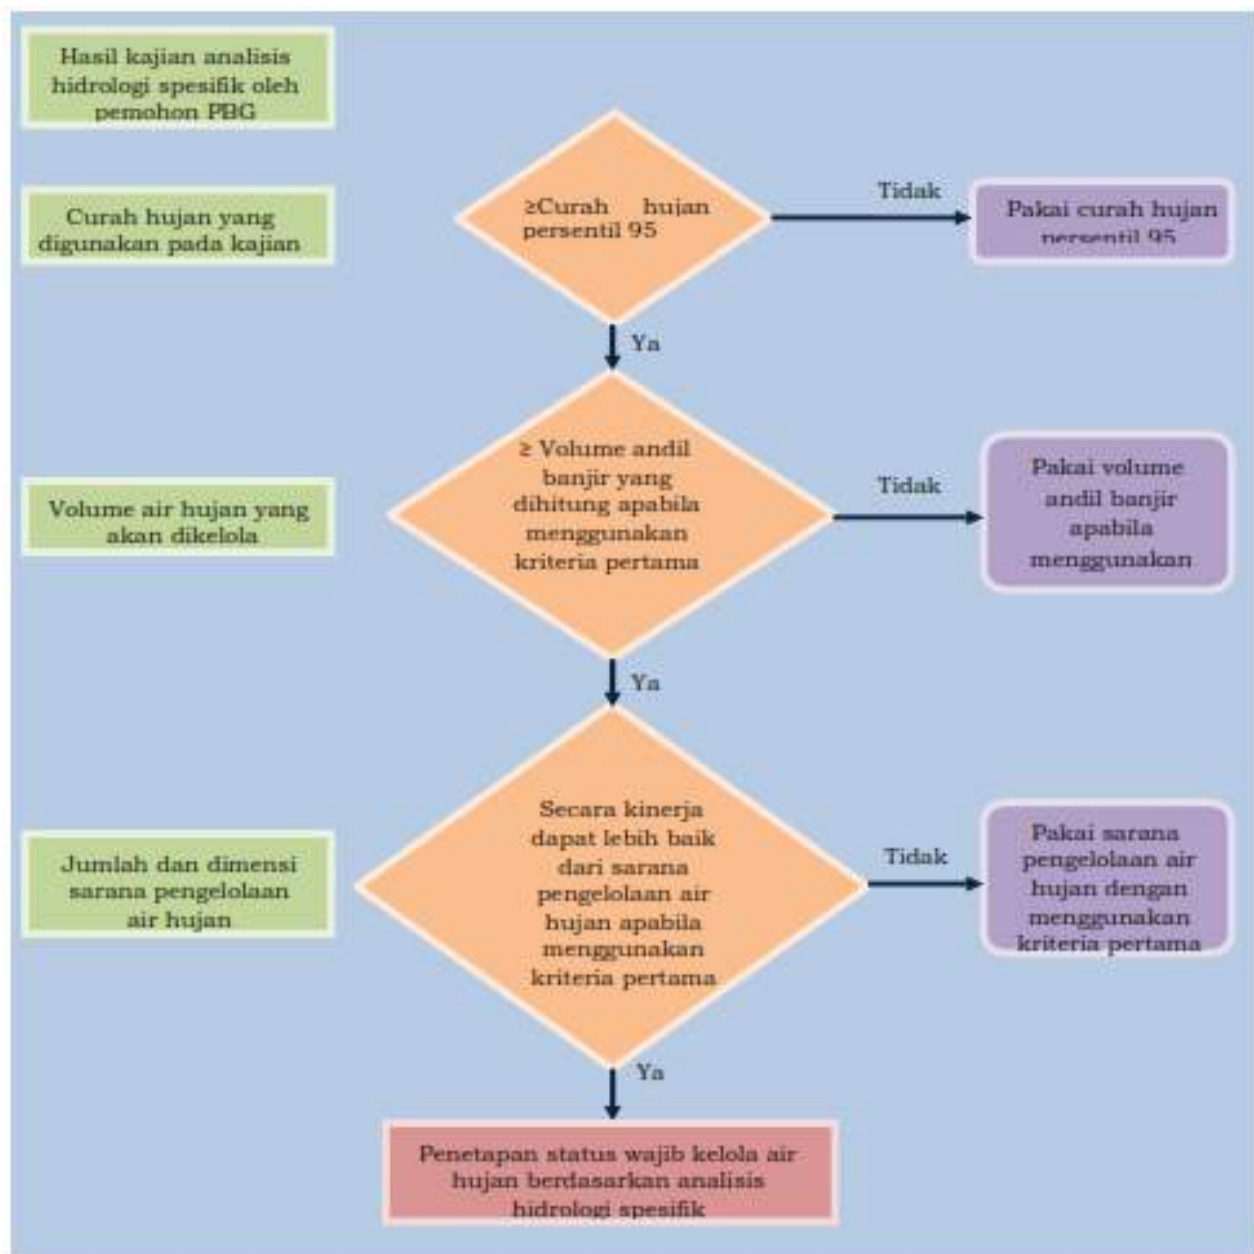 Hasil kajian analisis
hidrologi spesifik oleh
pemohon PBG
Curah hujan yang
digunakan pada kajian
≥Curah hujan
persentil 95
Tidak
Pakai curah hujan
persentil 95
Ya
Volume air hujan yang
akan dikelola
≥ Volume andil
banjir yang
dihitung apabila
menggunakan
kriteria pertama
Tidak
Pakai volume
andil banjir
apabila
menggunakan
Ya
Jumlah dan dimensi
sarana pengelolaan
air hujan
Secara kinerja
dapat lebih baik
dari sarana
pengelolaan air
hujan apabila
menggunakan
kriteria pertama
Tidak
Pakai sarana
pengelolaan air
hujan dengan
menggunakan
kriteria pertama
Ya
Penetapan status wajib kelola air
hujan berdasarkan analisis
hidrologi spesifik